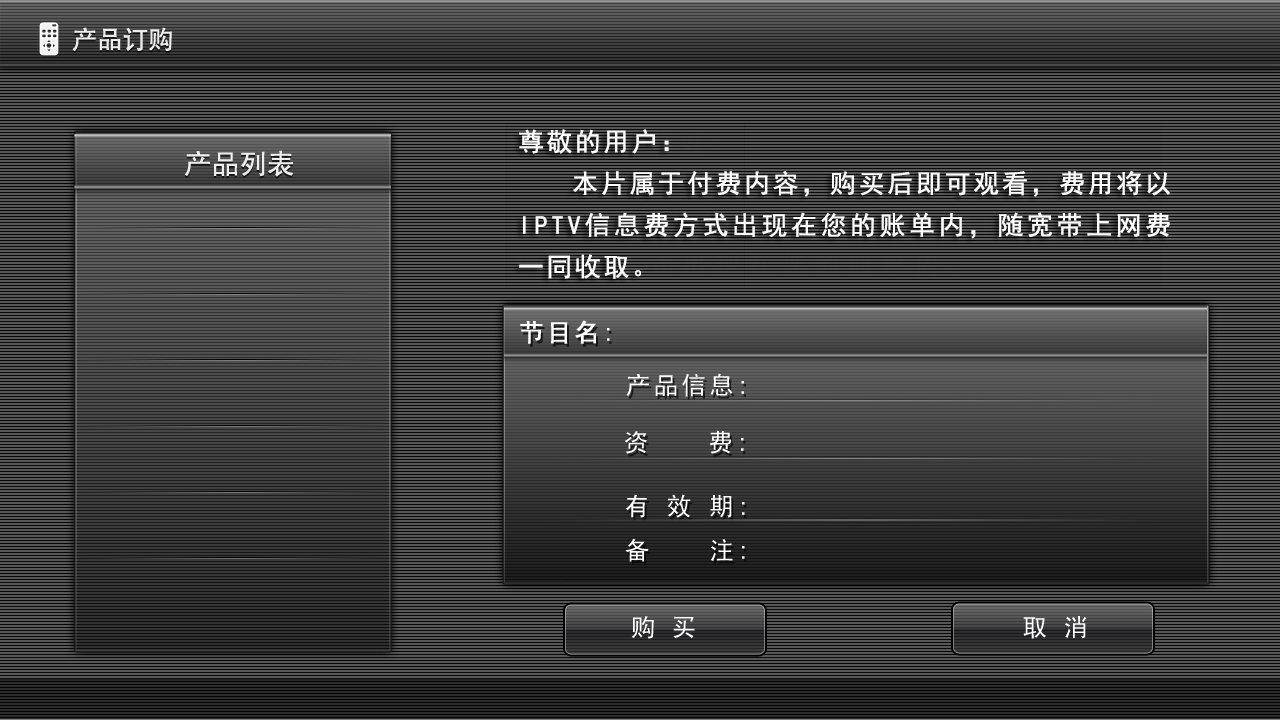 产品订购
产品列表
尊敬的用户：
本片属于付费内容，购买后即可观看，费用将以
IPTV信息费方式出现在您的账单内，随宽带上网费
一同收取。
节目名:
产品信息:
资 费:
有 效 期:
备 注:
购 买
取 消